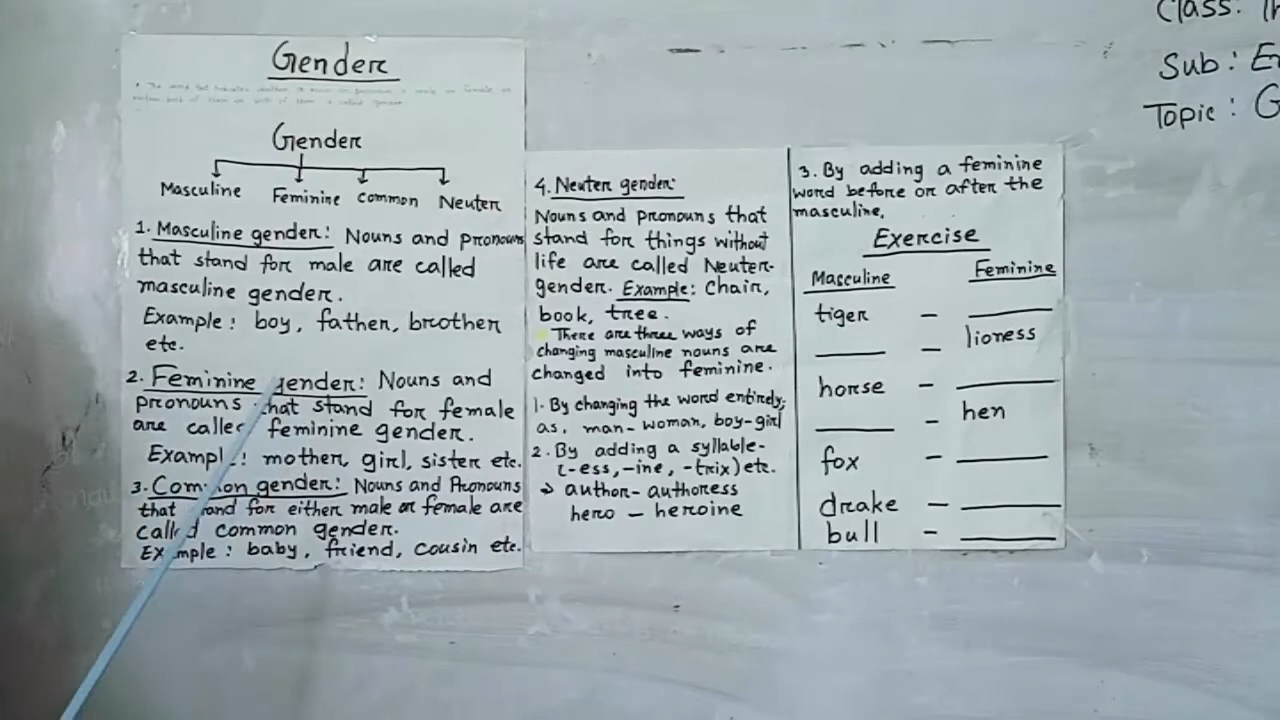 Gender
Gender
Masculine Feminine Common Neuter
1. Masculine gender: Nouns and pronouns
that stand for male are called
masculine gender.
Example: boy, father, brother
etc.
2. Feminine gender: Nouns and
pronouns that stand for female
are called feminine gender.
Example: mother, girl, sister etc.
3. Common gender: Nouns and Pronouns
that stand for either male or female are
called common gender.
Example: baby, friend, cousin etc.
4. Neuter gender:
Nouns and pronouns that
stand for things without
life are called Neuter-
gender. Example: Chair,
book, tree.
There are three ways of
changing masculine nouns are
changed into feminine.
1. By changing the word entirely;
as, man-woman, boy-girl
2. By adding a syllable-
(-ess, -ine, -trix) etc.
→ author- authoress
hero - heroine
3. By adding a feminine
word before or after the
masculine.
Exercise
Masculine Feminine
tiger - ______
______ - lioness
horse - ______
______ - hen
fox - ______
drake - ______
bull - ______
Class:
Sub:
Topic: